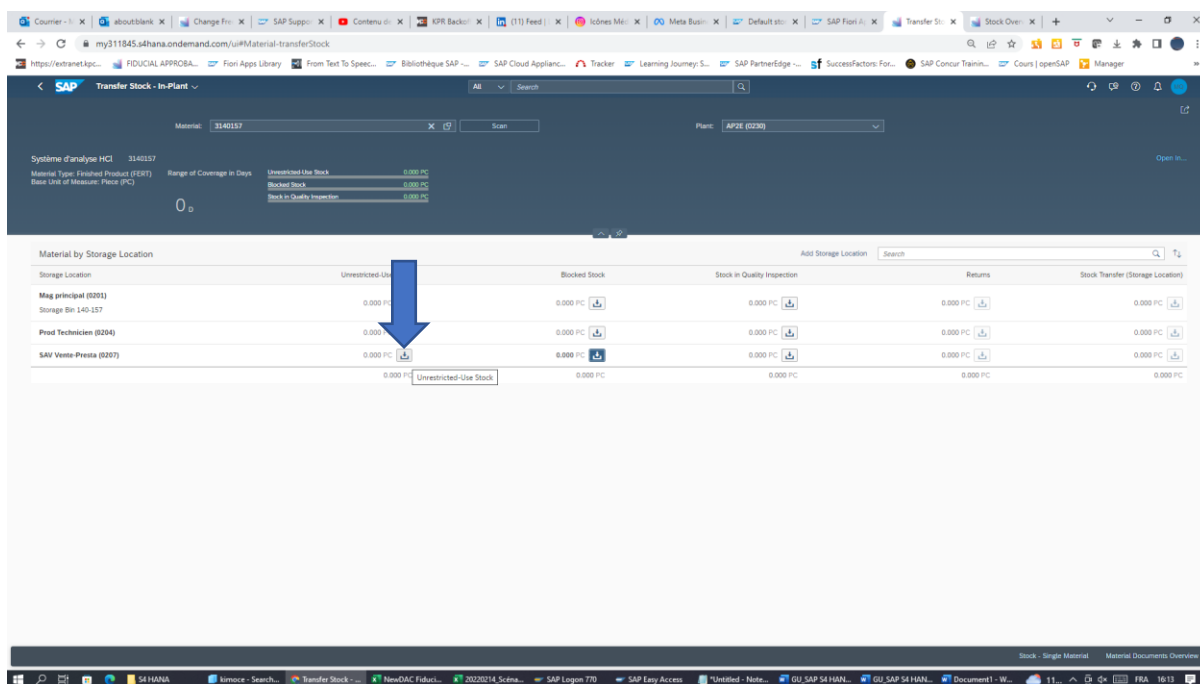 Courrier - M about:blank Change Fre SAP Suppo Contenu de KPR Backof (11) Feed | Icônes Mé Meta Busin Default sto SAP Fiori A Transfer Sto Stock Over
my311845.s4hana.ondemand.com/ui#Material-transferStock
https://extranet.kpc... FIDUCIAL APPROBA... Fiori Apps Library From Text To Speec... Bibliothèque SAP -... SAP Cloud Applianc... Tracker Learning Journey: S... SAP PartnerEdge -... SuccessFactors: For... SAP Concur Trainin... Cours | openSAP Manager
SAP Transfer Stock - In-Plant All Search
Material: 3140157 Scan Plant: AP2E (0230)
Système d'analyse HCl 3140157 Open in...
Material Type: Finished Product (FERT) Range of Coverage in Days Unrestricted-Use Stock 0.000 PC
Base Unit of Measure: Piece (PC) Blocked Stock 0.000 PC
Stock in Quality Inspection 0.000 PC
0 D
Material by Storage Location Add Storage Location Search
Storage Location Unrestricted-Use Blocked Stock Stock in Quality Inspection Returns Stock Transfer (Storage Location)
Mag principal (0201) 0.000 PC 0.000 PC 0.000 PC 0.000 PC 0.000 PC
Storage Bin 140-157
Prod Technicien (0204) 0.000 0.000 PC 0.000 PC 0.000 PC 0.000 PC
SAV Vente-Presta (0207) 0.000 PC 0.000 PC 0.000 PC 0.000 PC 0.000 PC
0.000 PC Unrestricted-Use Stock 0.000 PC 0.000 PC 0.000 PC 0.000 PC
Stock - Single Material Material Documents Overview
S4 HANA kimoce - Search... Transfer Stock - ... NewDAC Fiduci... 20220214_Scéna... SAP Logon 770 SAP Easy Access *Untitled - Note... GU_SAP S4 HAN... GU_SAP S4 HAN... Document1 - W... 11... FRA 16:13